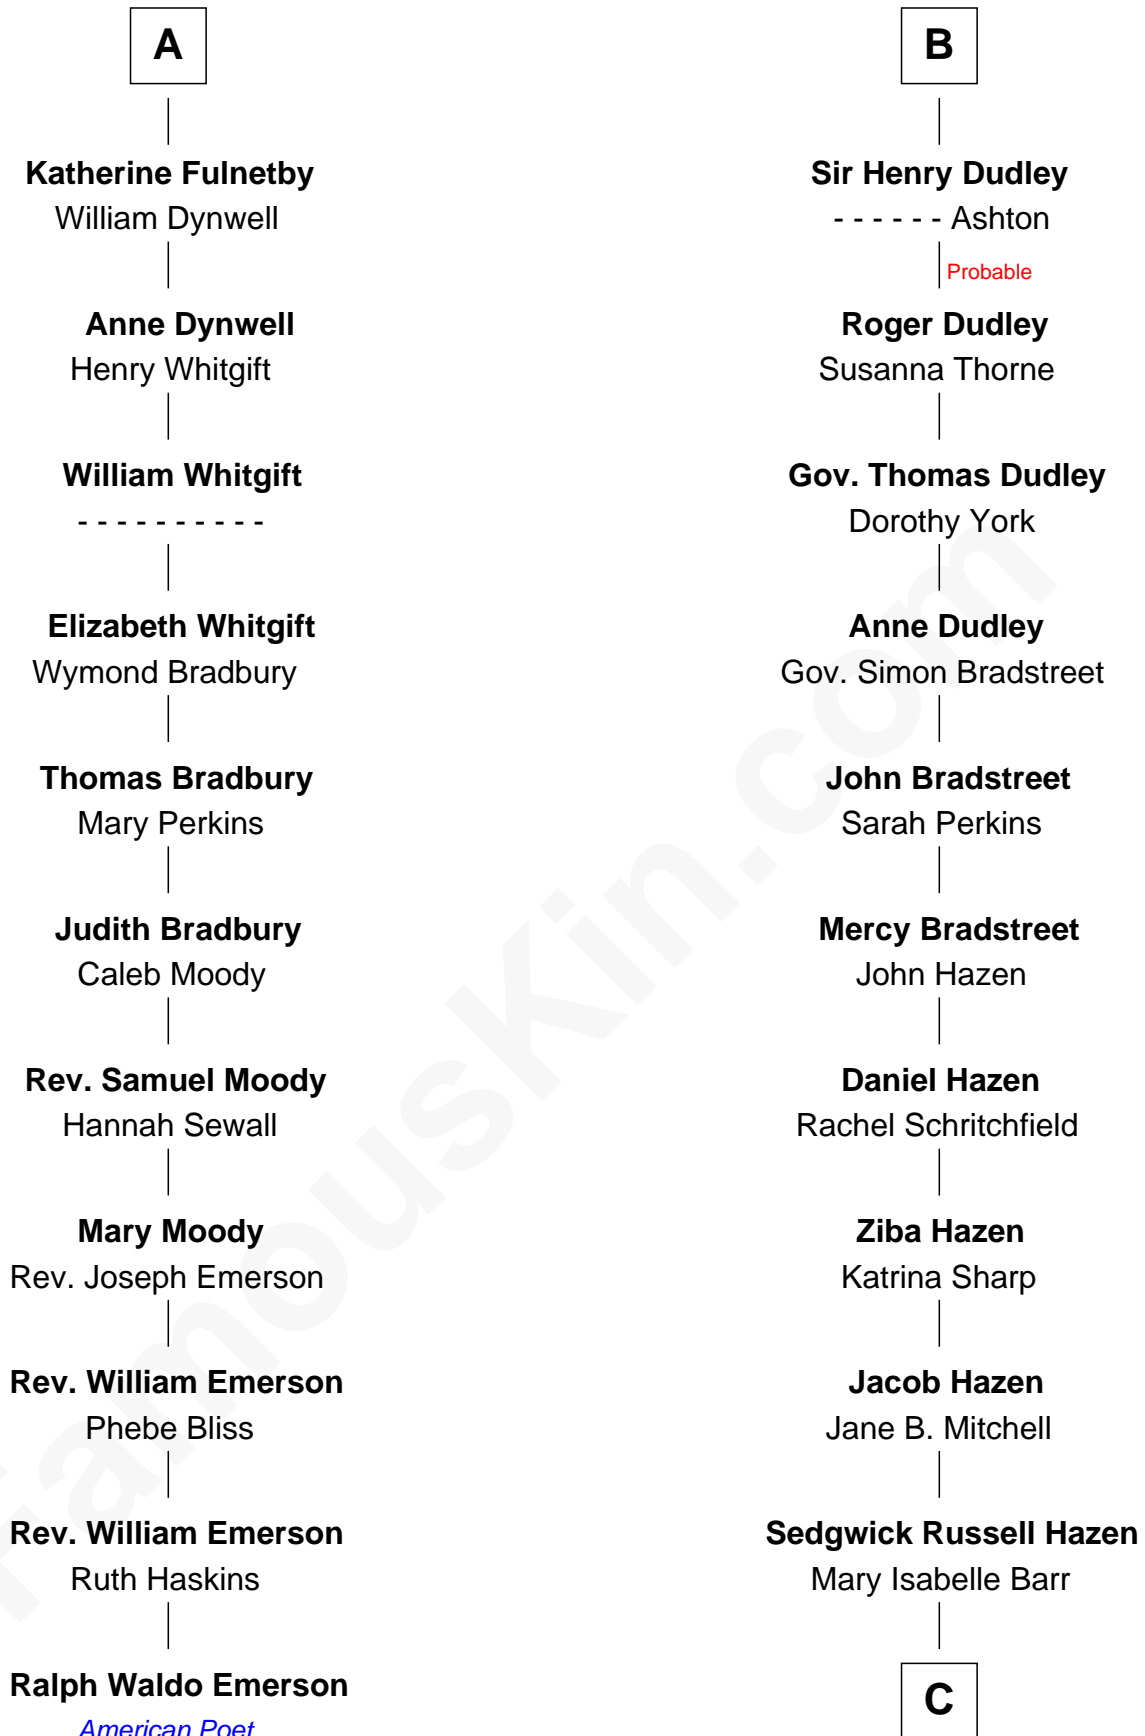 A
Katherine Fulnetby
William Dynwell
Anne Dynwell
Henry Whitgift
William Whitgift
- - - - - - - - - -
Elizabeth Whitgift
Wymond Bradbury
Thomas Bradbury
Mary Perkins
Judith Bradbury
Caleb Moody
Rev. Samuel Moody
Hannah Sewall
Mary Moody
Rev. Joseph Emerson
Rev. William Emerson
Phebe Bliss
Rev. William Emerson
Ruth Haskins
Ralph Waldo Emerson
American Poet
B
Sir Henry Dudley
- - - - - - Ashton
Probable
Roger Dudley
Susanna Thorne
Gov. Thomas Dudley
Dorothy York
Anne Dudley
Gov. Simon Bradstreet
John Bradstreet
Sarah Perkins
Mercy Bradstreet
John Hazen
Daniel Hazen
Rachel Schritchfield
Ziba Hazen
Katrina Sharp
Jacob Hazen
Jane B. Mitchell
Sedgwick Russell Hazen
Mary Isabelle Barr
C
FamousKin.com